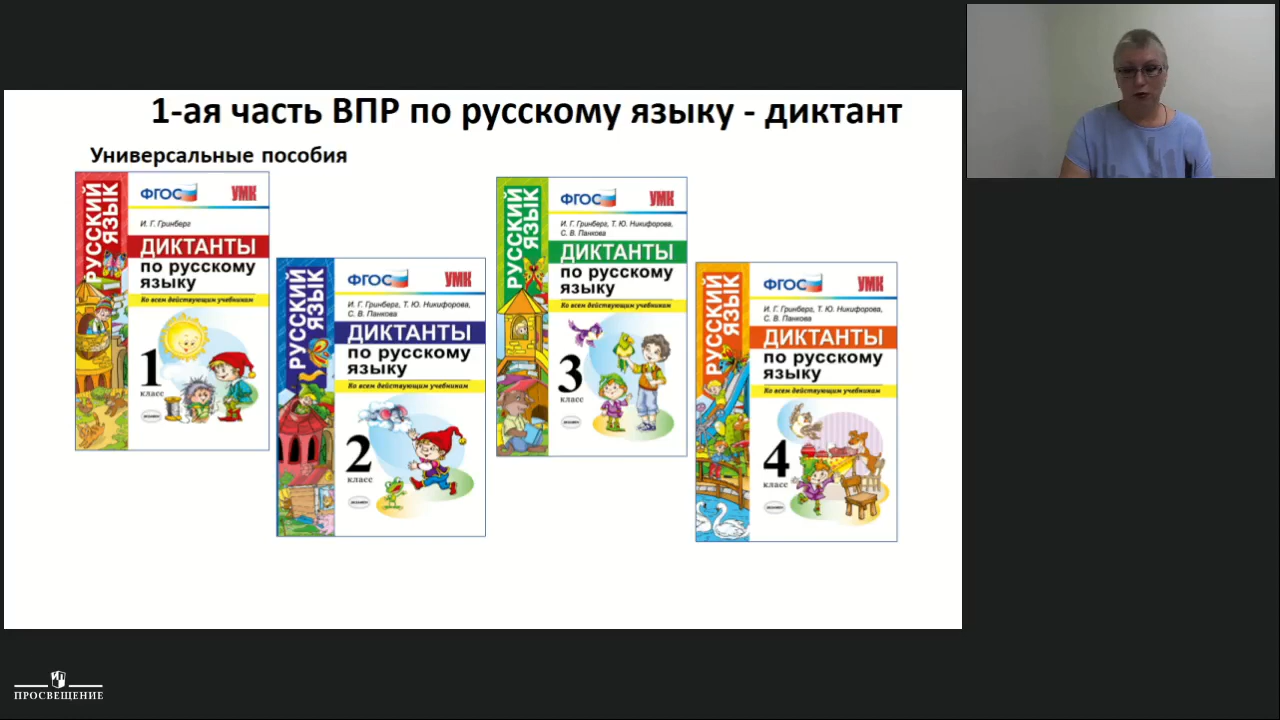 1-ая часть ВПР по русскому языку - диктант
Универсальные пособия
РУССКИЙ ЯЗЫК
ФГОС
УМК
И. Г. Гринберг
ДИКТАНТЫ
по русскому
языку
Ко всем действующим учебникам
1
класс
ЭКЗАМЕН
РУССКИЙ ЯЗЫК
ФГОС
УМК
И. Г. Гринберг, Т. Ю. Никифорова,
С. В. Панкова
ДИКТАНТЫ
по русскому
языку
Ко всем действующим учебникам
2
класс
ЭКЗАМЕН
РУССКИЙ ЯЗЫК
ФГОС
УМК
И. Г. Гринберг, Т. Ю. Никифорова,
С. В. Панкова
ДИКТАНТЫ
по русскому
языку
Ко всем действующим учебникам
3
класс
ЭКЗАМЕН
РУССКИЙ ЯЗЫК
ФГОС
УМК
И. Г. Гринберг, Т. Ю. Никифорова,
С. В. Панкова
ДИКТАНТЫ
по русскому
языку
Ко всем действующим учебникам
4
класс
ЭКЗАМЕН
ПРОСВЕЩЕНИЕ